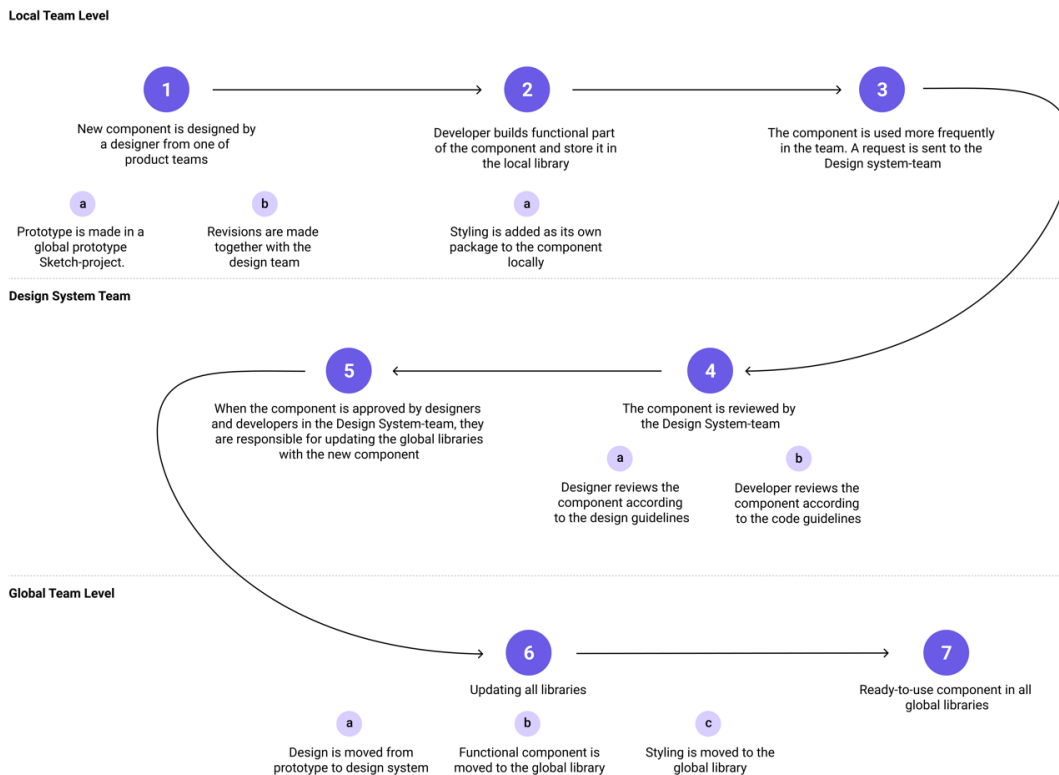 Local Team Level
1
New component is designed by
a designer from one of
product teams
a
Prototype is made in a
global prototype
Sketch-project.
b
Revisions are made
together with the
design team
2
Developer builds functional part
of the component and store it in
the local library
a
Styling is added as its own
package to the component
locally
3
The component is used more frequently
in the team. A request is sent to the
Design system-team
Design System Team
4
The component is reviewed by
the Design System-team
a
Designer reviews the
component according
to the design guidelines
b
Developer reviews the
component according
to the code guidelines
5
When the component is approved by designers
and developers in the Design System-team, they
are responsible for updating the global libraries
with the new component
Global Team Level
6
Updating all libraries
a
Design is moved from
prototype to design system
b
Functional component is
moved to the global library
c
Styling is moved to the
global library
7
Ready-to-use component in all
global libraries